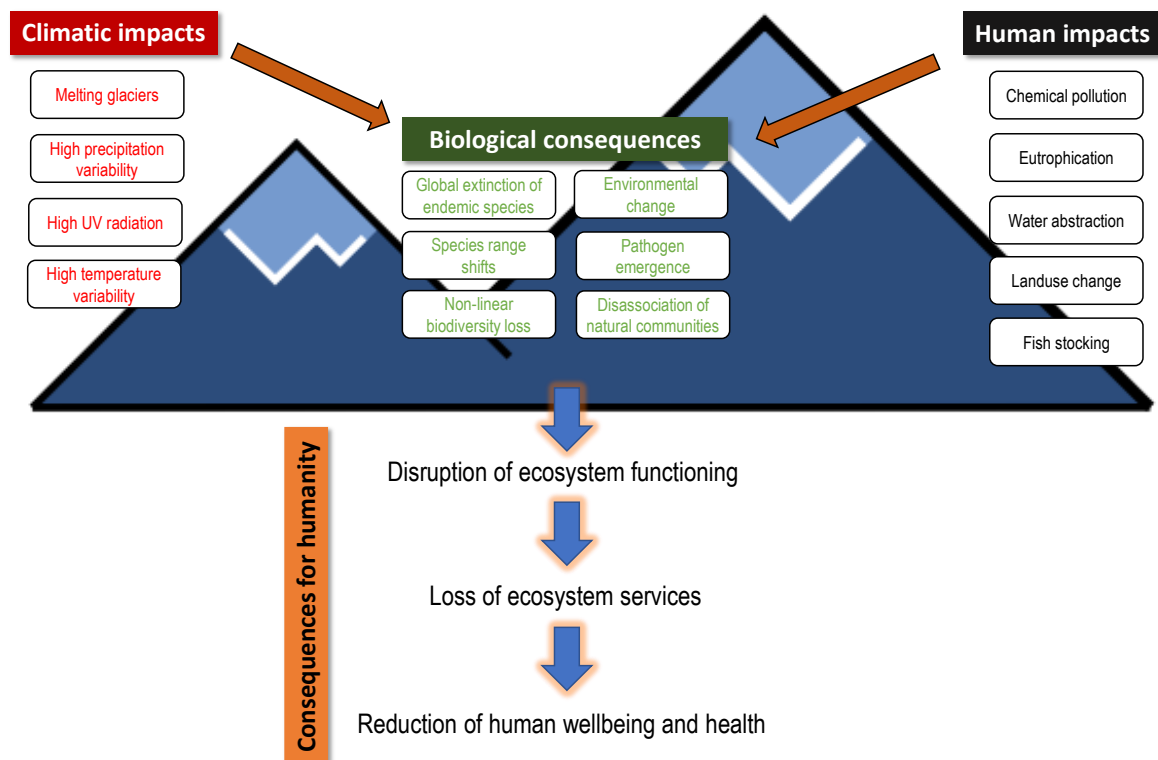 Climatic impacts
Melting glaciers
High precipitation
variability
High UV radiation
High temperature
variability
Biological consequences
Global extinction of
endemic species
Environmental
change
Species range
shifts
Pathogen
emergence
Non-linear
biodiversity loss
Disassociation of
natural communities
Human impacts
Chemical pollution
Eutrophication
Water abstraction
Landuse change
Fish stocking
Consequences for humanity
Disruption of ecosystem functioning
Loss of ecosystem services
Reduction of human wellbeing and health